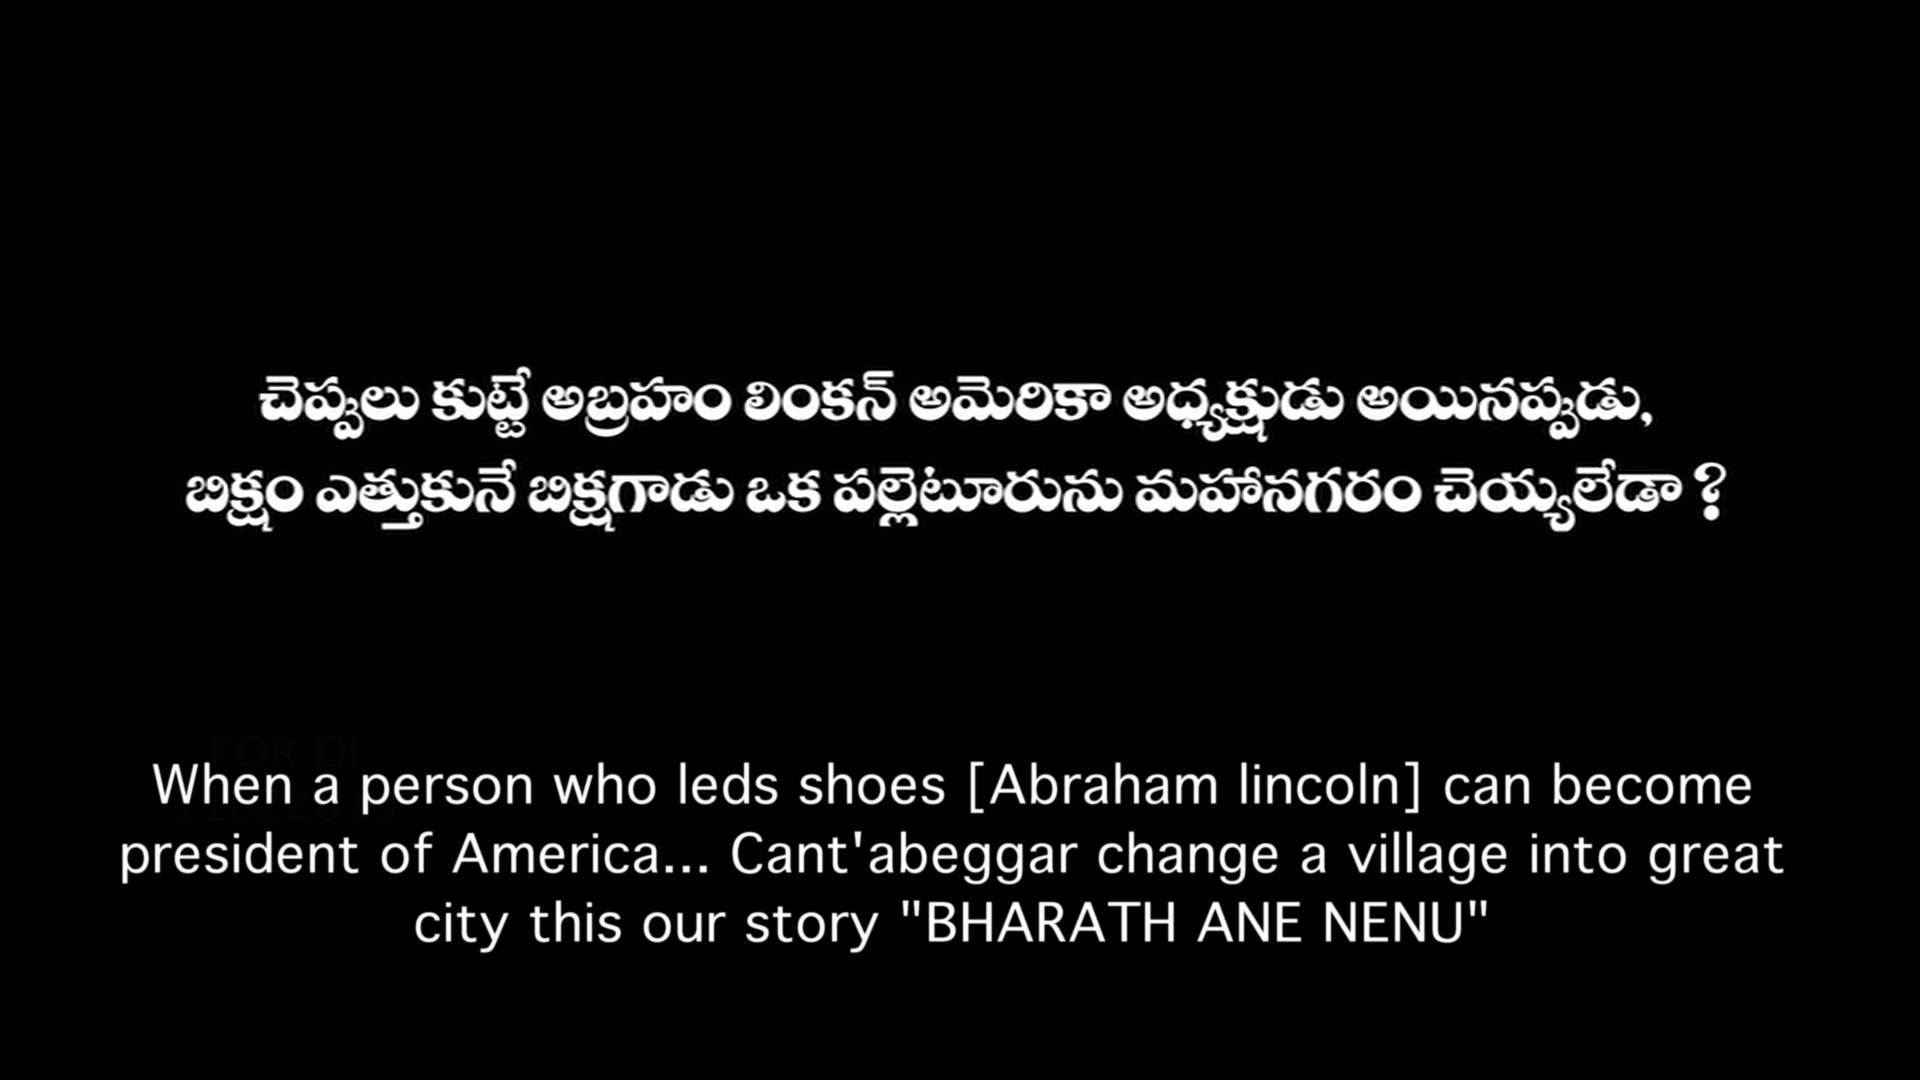 చెప్పులు కుట్టే అబ్రహం లింకన్ అమెరికా అధ్యక్షుడు అయినప్పుడు,
బిక్షం ఎత్తుకునే బిక్షగాడు ఒక పల్లెటూరును మహానగరం చెయ్యలేడా ?
FOR DI
When a person who leds shoes [Abraham lincoln] can become
president of America... Cant'abeggar change a village into great
city this our story "BHARATH ANE NENU"